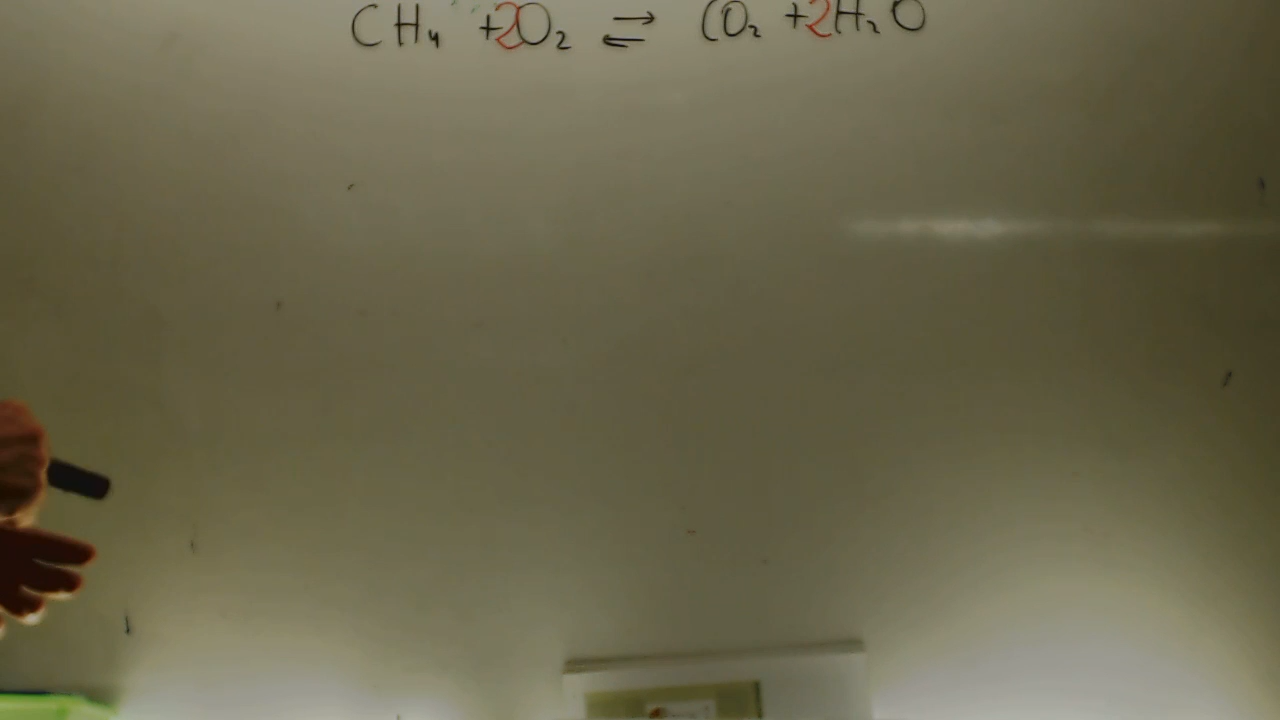 CH₄ + 2O₂ ⇄ CO₂ + 2H₂O